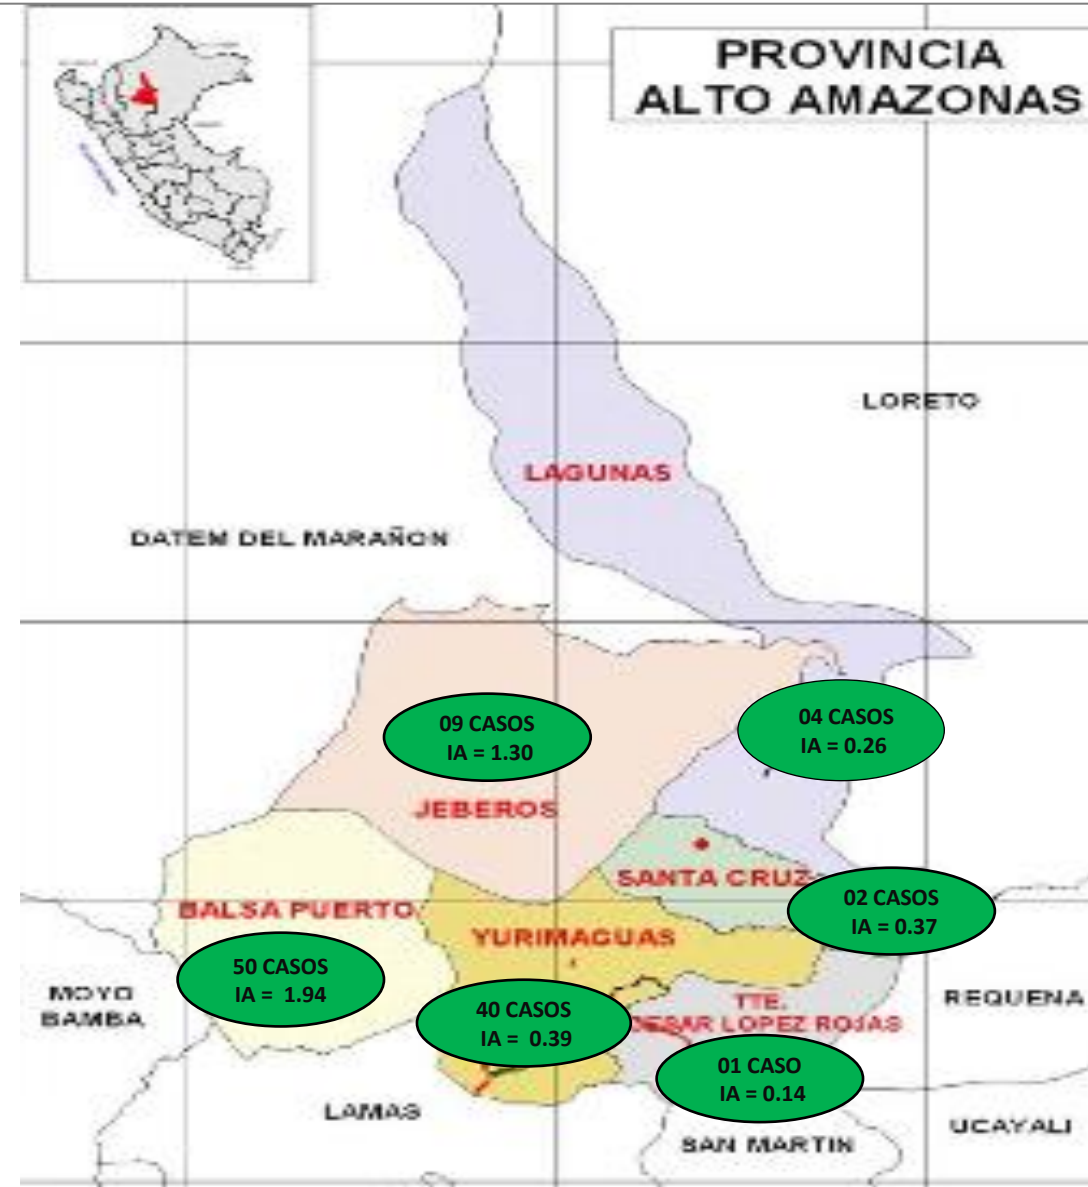 PROVINCIA
ALTO AMAZONAS
LORETO
LAGUNAS
DATEM DEL MARAÑON
09 CASOS
IA = 1.30
04 CASOS
IA = 0.26
JEBEROS
SANTA CRUZ
02 CASOS
IA = 0.37
BALSA PUERTO
YURIMAGUAS
50 CASOS
IA = 1.94
MOYO
BAMBA
40 CASOS
IA = 0.39
TTE.
CESAR LOPEZ ROJAS
REQUENA
01 CASO
IA = 0.14
LAMAS
SAN MARTIN
UCAYALI